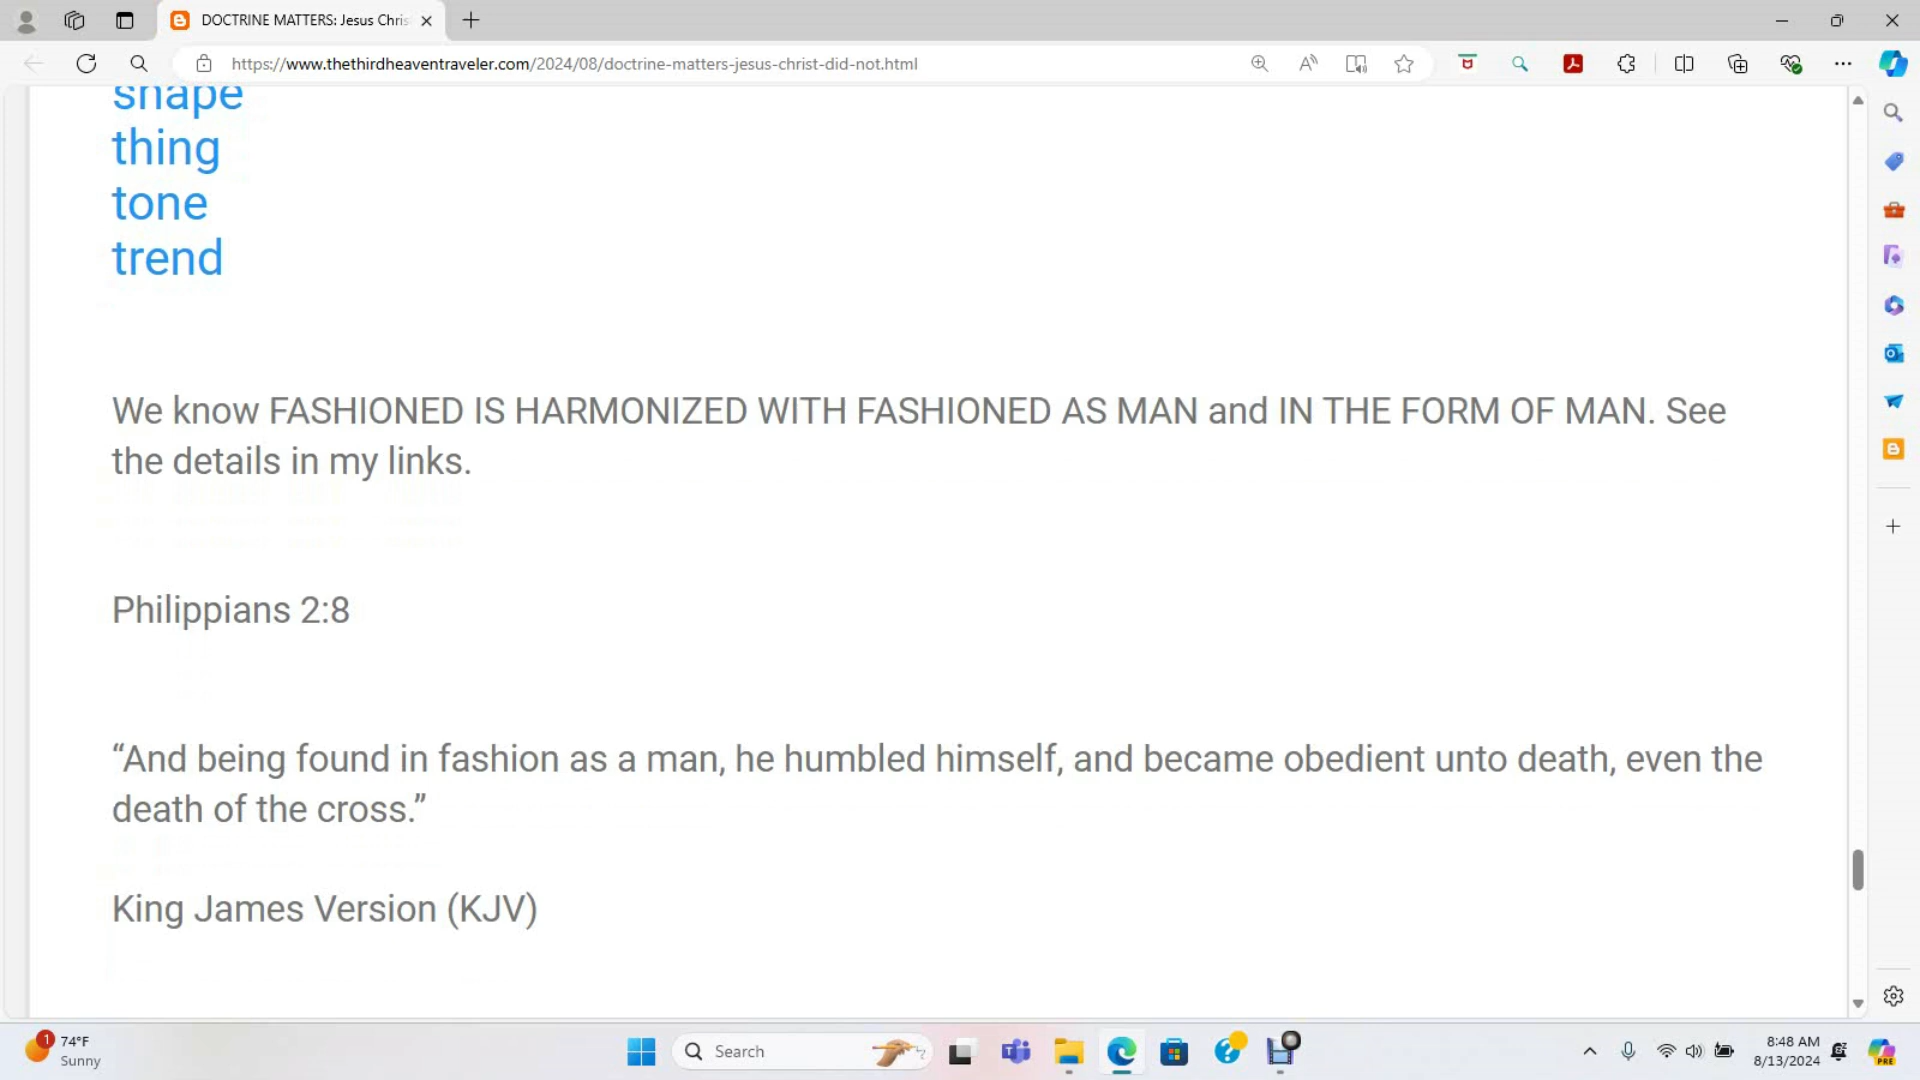 DOCTRINE MATTERS: Jesus Chris
https://www.thethirdheaventraveler.com/2024/08/doctrine-matters-jesus-christ-did-not.html
shape
thing
tone
trend
We know FASHIONED IS HARMONIZED WITH FASHIONED AS MAN and IN THE FORM OF MAN. See
the details in my links.
Philippians 2:8
“And being found in fashion as a man, he humbled himself, and became obedient unto death, even the
death of the cross.”
King James Version (KJV)
1
74°F
Sunny
Search
8:48 AM
8/13/2024
PRE